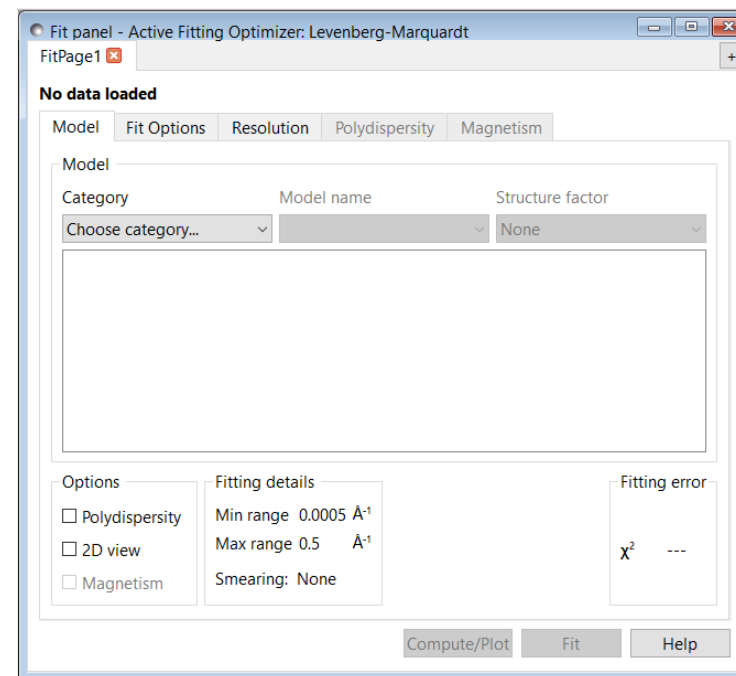 Fit panel - Active Fitting Optimizer: Levenberg-Marquardt
FitPage1
+
No data loaded
Model Fit Options Resolution Polydispersity Magnetism
Model
Category Model name Structure factor
Choose category... None
Options Fitting details Fitting error
Polydispersity Min range 0.0005 Å⁻¹
2D view Max range 0.5 Å⁻¹ χ² ---
Magnetism Smearing: None
Compute/Plot Fit Help